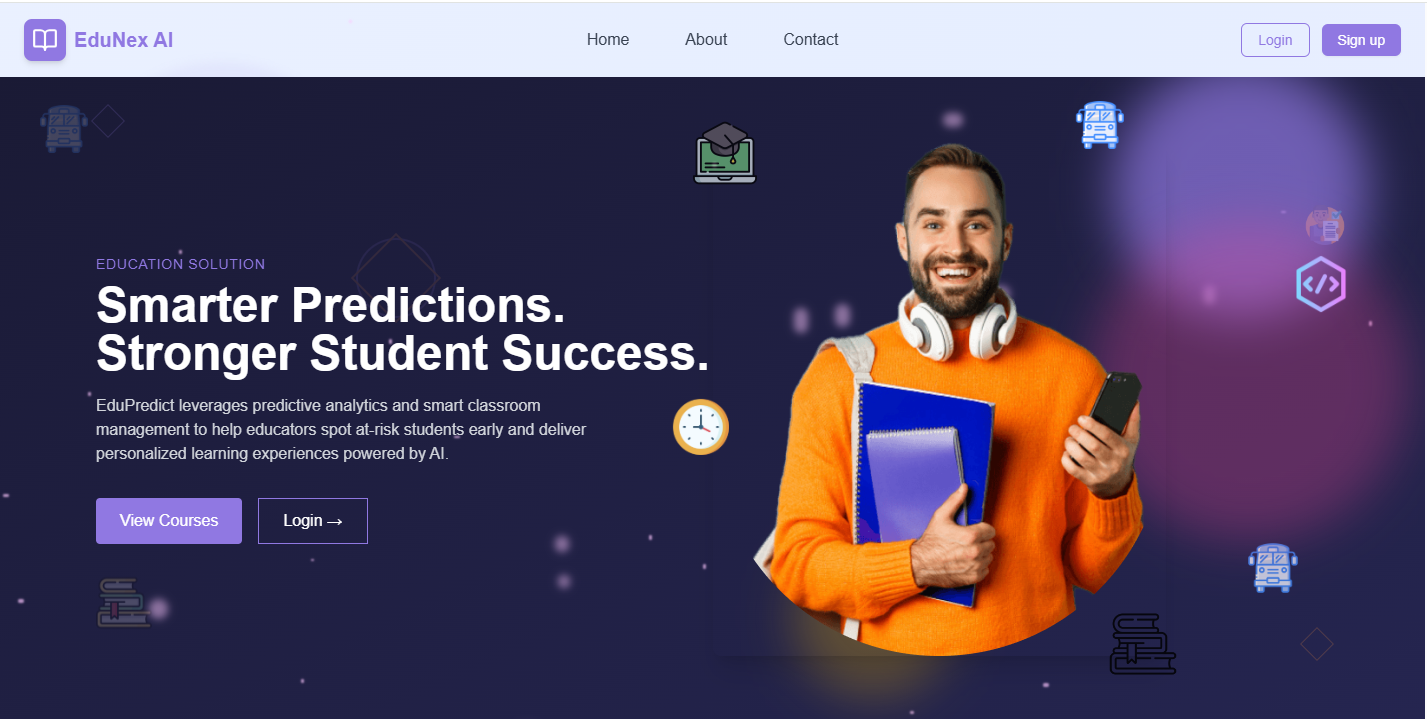 EduNex AI
Home
About
Contact
Login
Sign up
EDUCATION SOLUTION
Smarter Predictions.
Stronger Student Success.
EduPredict leverages predictive analytics and smart classroom
management to help educators spot at-risk students early and deliver
personalized learning experiences powered by AI.
View Courses
Login →